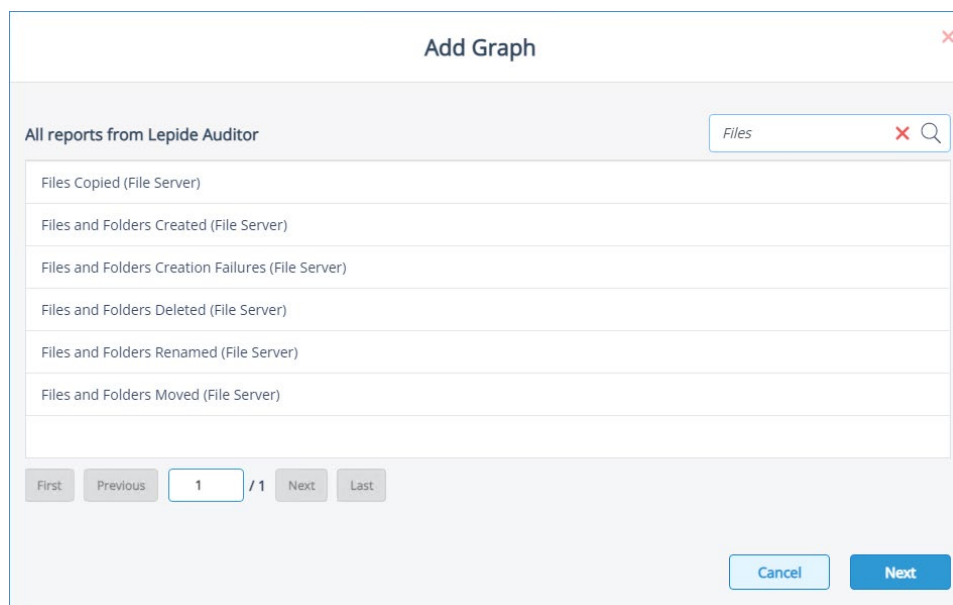 Add Graph
All reports from Lepide Auditor
Files
Files Copied (File Server)
Files and Folders Created (File Server)
Files and Folders Creation Failures (File Server)
Files and Folders Deleted (File Server)
Files and Folders Renamed (File Server)
Files and Folders Moved (File Server)
First Previous 1 / 1 Next Last
Cancel Next